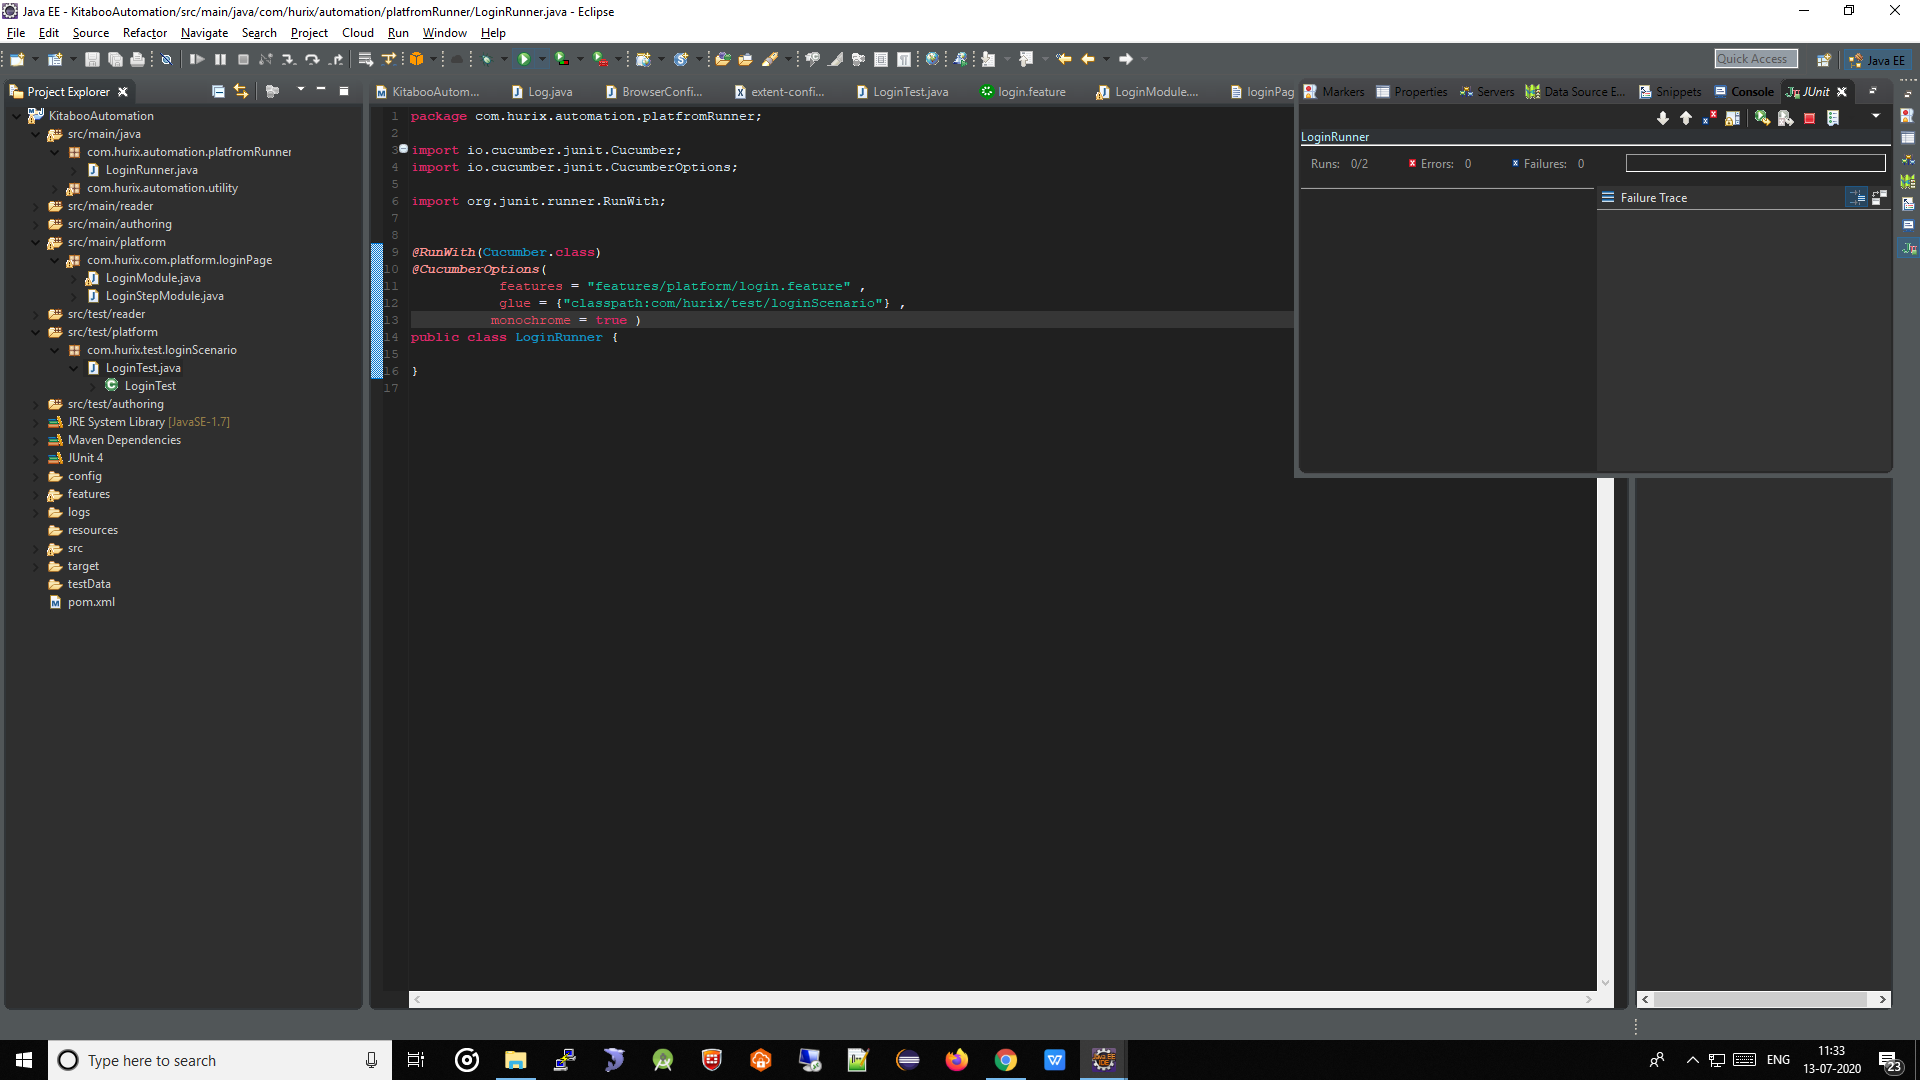 Java EE - KitabooAutomation/src/main/java/com/hurix/automation/platfromRunner/LoginRunner.java - Eclipse
File Edit Source Refactor Navigate Search Project Cloud Run Window Help
Quick Access
Java EE
Project Explorer
KitabooAutomation
src/main/java
com.hurix.automation.platfromRunner
LoginRunner.java
com.hurix.automation.utility
src/main/reader
src/main/authoring
src/main/platform
com.hurix.com.platform.loginPage
LoginModule.java
LoginStepModule.java
src/test/reader
src/test/platform
com.hurix.test.loginScenario
LoginTest.java
LoginTest
src/test/authoring
JRE System Library [JavaSE-1.7]
Maven Dependencies
JUnit 4
config
features
logs
resources
src
target
testData
pom.xml
KitabooAutom... Log.java BrowserConfi... extent-confi... LoginTest.java login.feature LoginModule.... loginPag
1 package com.hurix.automation.platfromRunner;
2
3 import io.cucumber.junit.Cucumber;
4 import io.cucumber.junit.CucumberOptions;
5
6 import org.junit.runner.RunWith;
7
8
9 @RunWith(Cucumber.class)
10 @CucumberOptions(
11 features = "features/platform/login.feature" ,
12 glue = {"classpath:com/hurix/test/loginScenario"} ,
13 monochrome = true )
14 public class LoginRunner {
15
16 }
17
Markers Properties Servers Data Source E... Snippets Console JUnit
LoginRunner
Runs: 0/2 Errors: 0 Failures: 0
Failure Trace
Type here to search
ENG
11:33
13-07-2020
23